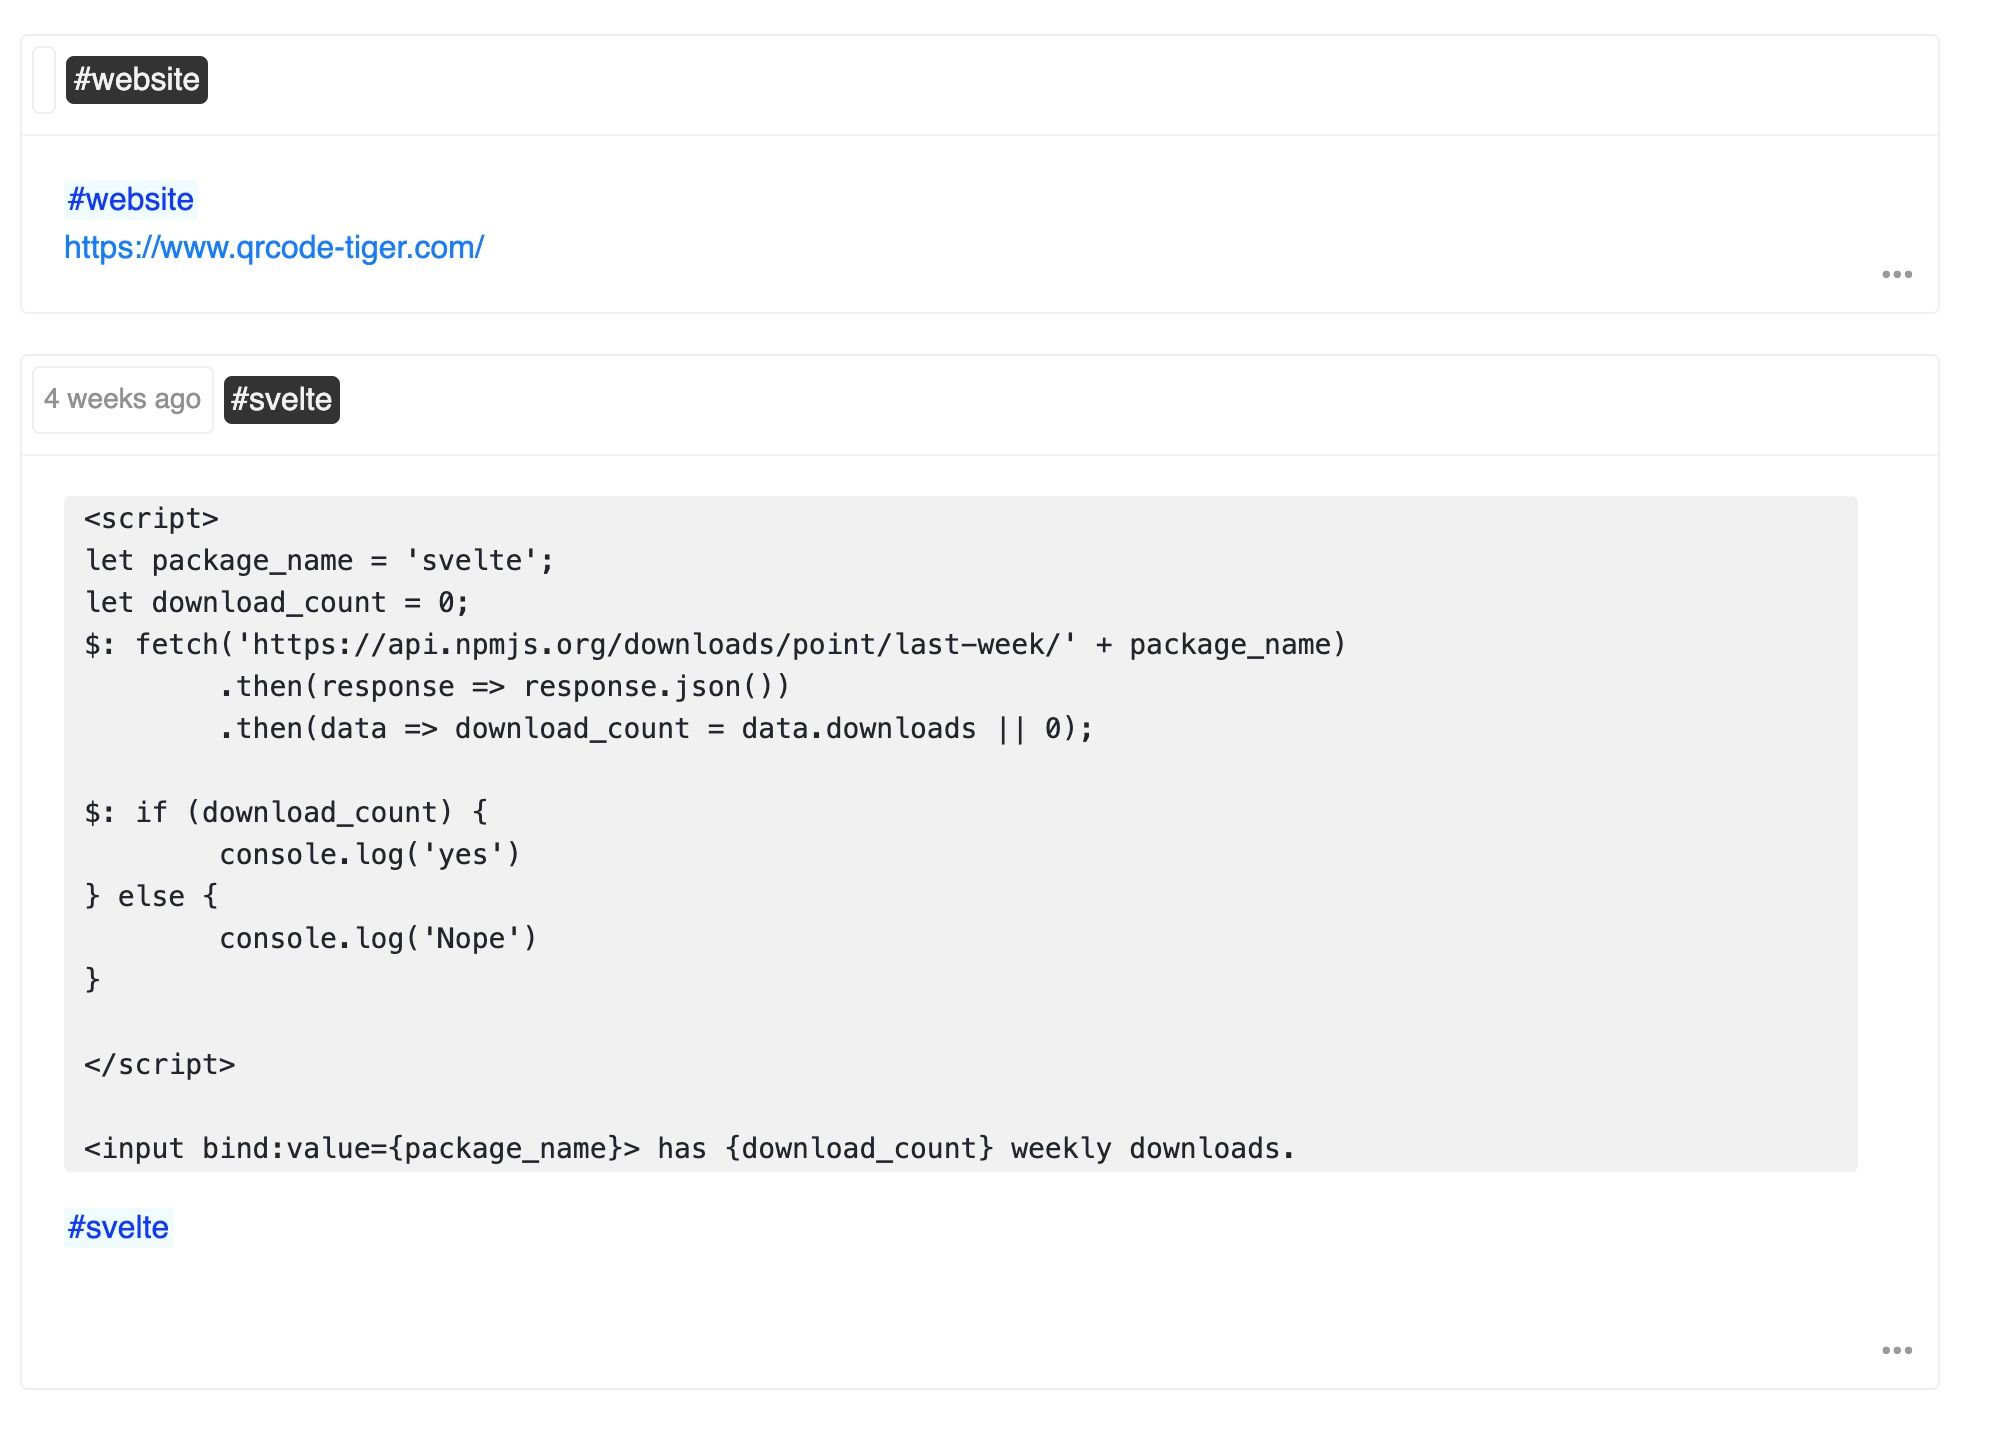 #website
#website
https://www.qrcode-tiger.com/
•••
4 weeks ago #svelte
<script>
let package_name = 'svelte';
let download_count = 0;
$: fetch('https://api.npmjs.org/downloads/point/last-week/' + package_name)
        .then(response => response.json())
        .then(data => download_count = data.downloads || 0);

$: if (download_count) {
        console.log('yes')
} else {
        console.log('Nope')
}

</script>

<input bind:value={package_name}> has {download_count} weekly downloads.
#svelte
•••